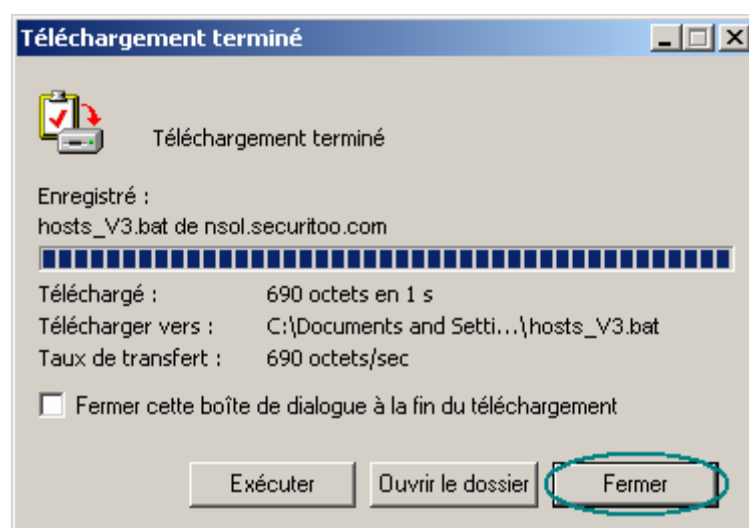 Téléchargement terminé
Téléchargement terminé
Enregistré :
hosts_V3.bat de nsol.securitoo.com
Téléchargé : 690 octets en 1 s
Télécharger vers : C:\Documents and Setti...\hosts_V3.bat
Taux de transfert : 690 octets/sec
Fermer cette boîte de dialogue à la fin du téléchargement
Exécuter Ouvrir le dossier Fermer